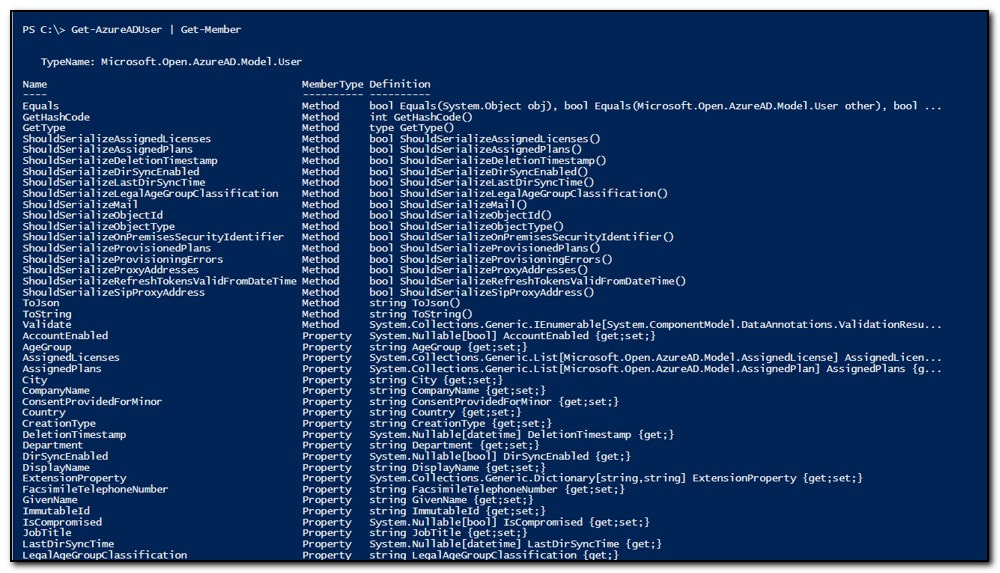 PS C:\> Get-AzureADUser | Get-Member
TypeName: Microsoft.Open.AzureAD.Model.User
Name MemberType Definition
---- ---------- ----------
Equals Method bool Equals(System.Object obj), bool Equals(Microsoft.Open.AzureAD.Model.User other), bool ...
GetHashCode Method int GetHashCode()
GetType Method type GetType()
ShouldSerializeAssignedLicenses Method bool ShouldSerializeAssignedLicenses()
ShouldSerializeAssignedPlans Method bool ShouldSerializeAssignedPlans()
ShouldSerializeDeletionTimestamp Method bool ShouldSerializeDeletionTimestamp()
ShouldSerializeDirSyncEnabled Method bool ShouldSerializeDirSyncEnabled()
ShouldSerializeLastDirSyncTime Method bool ShouldSerializeLastDirSyncTime()
ShouldSerializeLegalAgeGroupClassification Method bool ShouldSerializeLegalAgeGroupClassification()
ShouldSerializeMail Method bool ShouldSerializeMail()
ShouldSerializeObjectId Method bool ShouldSerializeObjectId()
ShouldSerializeObjectType Method bool ShouldSerializeObjectType()
ShouldSerializeOnPremisesSecurityIdentifier Method bool ShouldSerializeOnPremisesSecurityIdentifier()
ShouldSerializeProvisionedPlans Method bool ShouldSerializeProvisionedPlans()
ShouldSerializeProvisioningErrors Method bool ShouldSerializeProvisioningErrors()
ShouldSerializeProxyAddresses Method bool ShouldSerializeProxyAddresses()
ShouldSerializeRefreshTokensValidFromDateTime Method bool ShouldSerializeRefreshTokensValidFromDateTime()
ShouldSerializeSipProxyAddress Method bool ShouldSerializeSipProxyAddress()
ToJson Method string ToJson()
ToString Method string ToString()
Validate Method System.Collections.Generic.IEnumerable[System.ComponentModel.DataAnnotations.ValidationResu...
AccountEnabled Property System.Nullable[bool] AccountEnabled {get;set;}
AgeGroup Property string AgeGroup {get;set;}
AssignedLicenses Property System.Collections.Generic.List[Microsoft.Open.AzureAD.Model.AssignedLicense] AssignedLicen...
AssignedPlans Property System.Collections.Generic.List[Microsoft.Open.AzureAD.Model.AssignedPlan] AssignedPlans {g...
City Property string City {get;set;}
CompanyName Property string CompanyName {get;set;}
ConsentProvidedForMinor Property string ConsentProvidedForMinor {get;set;}
Country Property string Country {get;set;}
CreationType Property string CreationType {get;set;}
DeletionTimestamp Property System.Nullable[datetime] DeletionTimestamp {get;}
Department Property string Department {get;set;}
DirSyncEnabled Property System.Nullable[bool] DirSyncEnabled {get;}
DisplayName Property string DisplayName {get;set;}
ExtensionProperty Property System.Collections.Generic.Dictionary[string,string] ExtensionProperty {get;set;}
FacsimileTelephoneNumber Property string FacsimileTelephoneNumber {get;set;}
GivenName Property string GivenName {get;set;}
ImmutableId Property string ImmutableId {get;set;}
IsCompromised Property System.Nullable[bool] IsCompromised {get;set;}
JobTitle Property string JobTitle {get;set;}
LastDirSyncTime Property System.Nullable[datetime] LastDirSyncTime {get;}
LegalAgeGroupClassification Property string LegalAgeGroupClassification {get;}